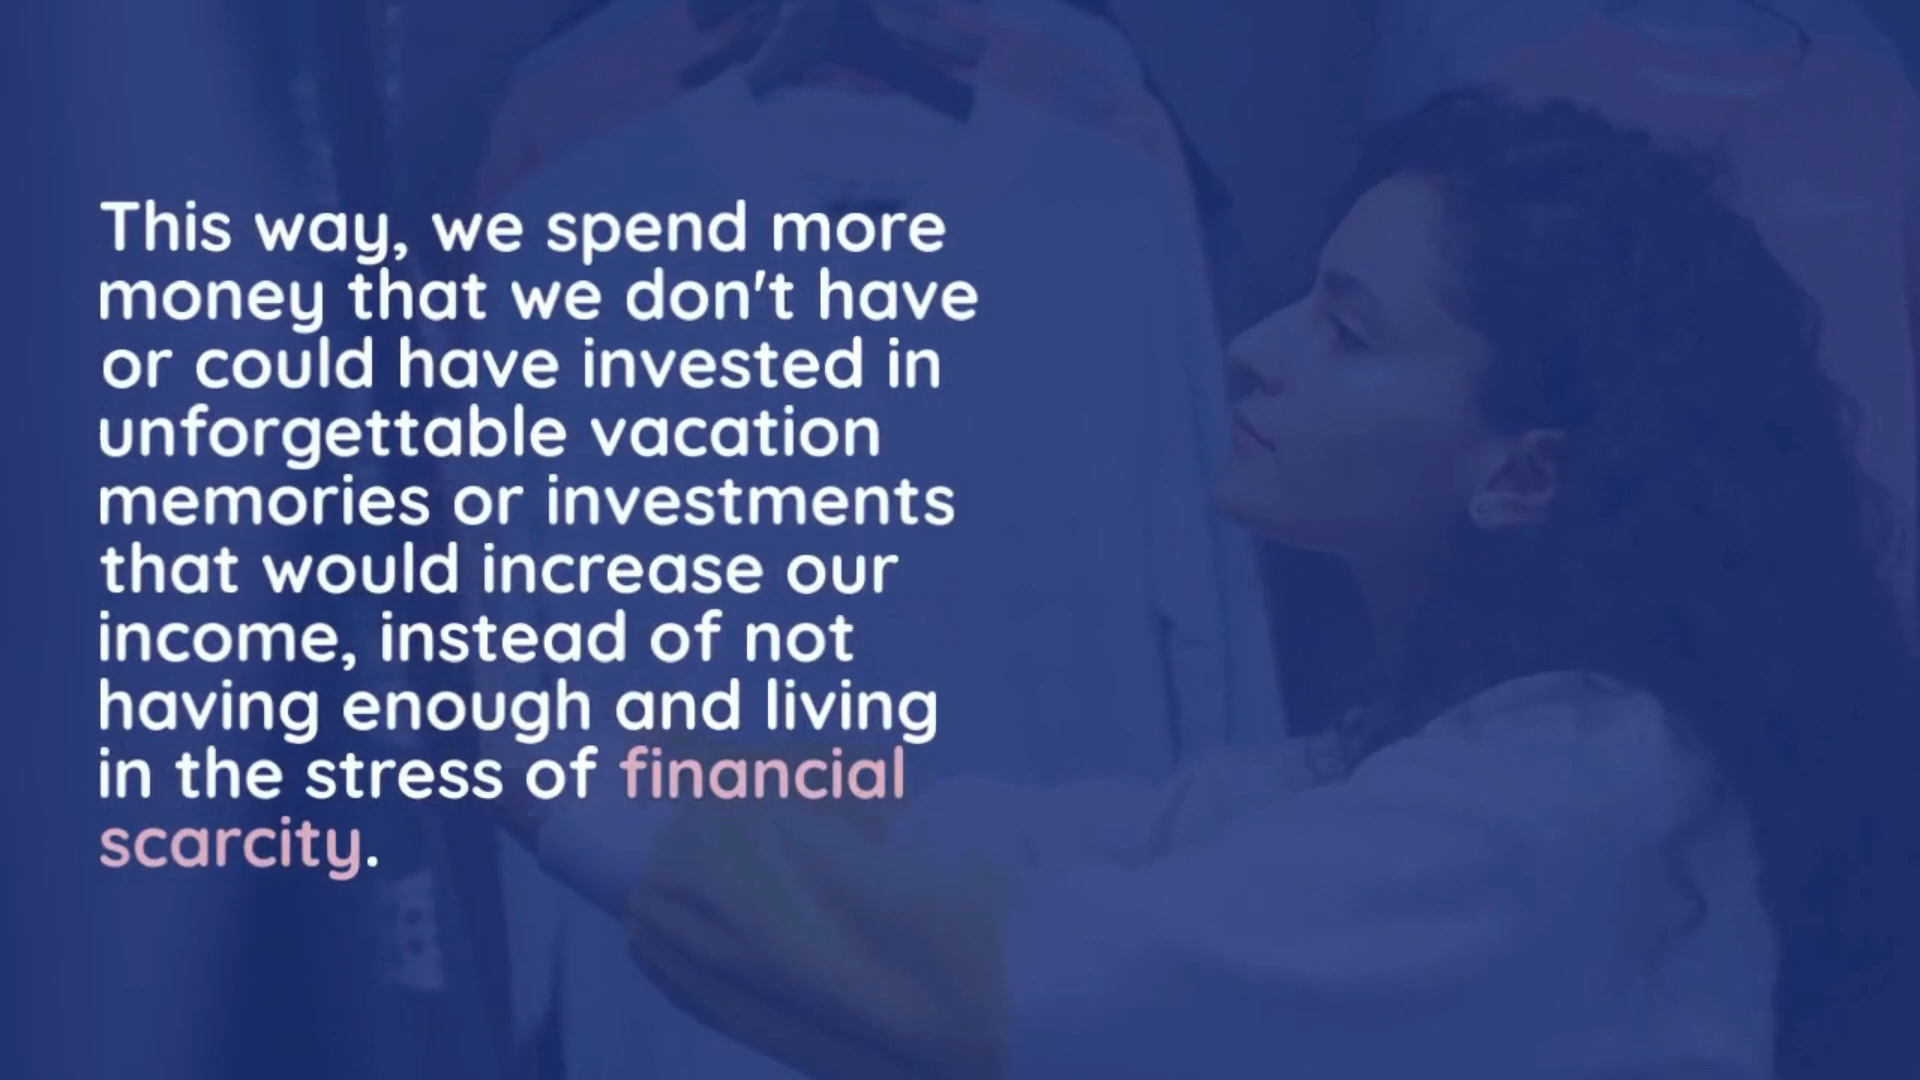 This way, we spend more
money that we don't have
or could have invested in
unforgettable vacation
memories or investments
that would increase our
income, instead of not
having enough and living
in the stress of financial
scarcity.